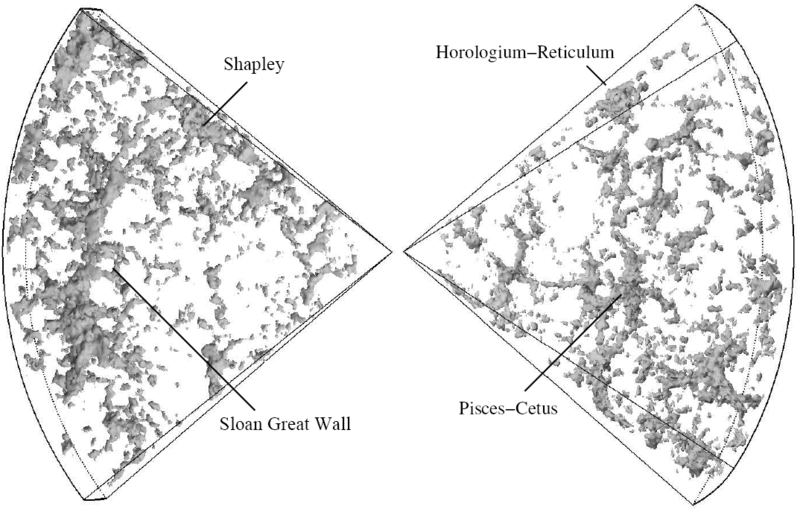 Shapley
Horologium−Reticulum
Sloan Great Wall
Pisces−Cetus